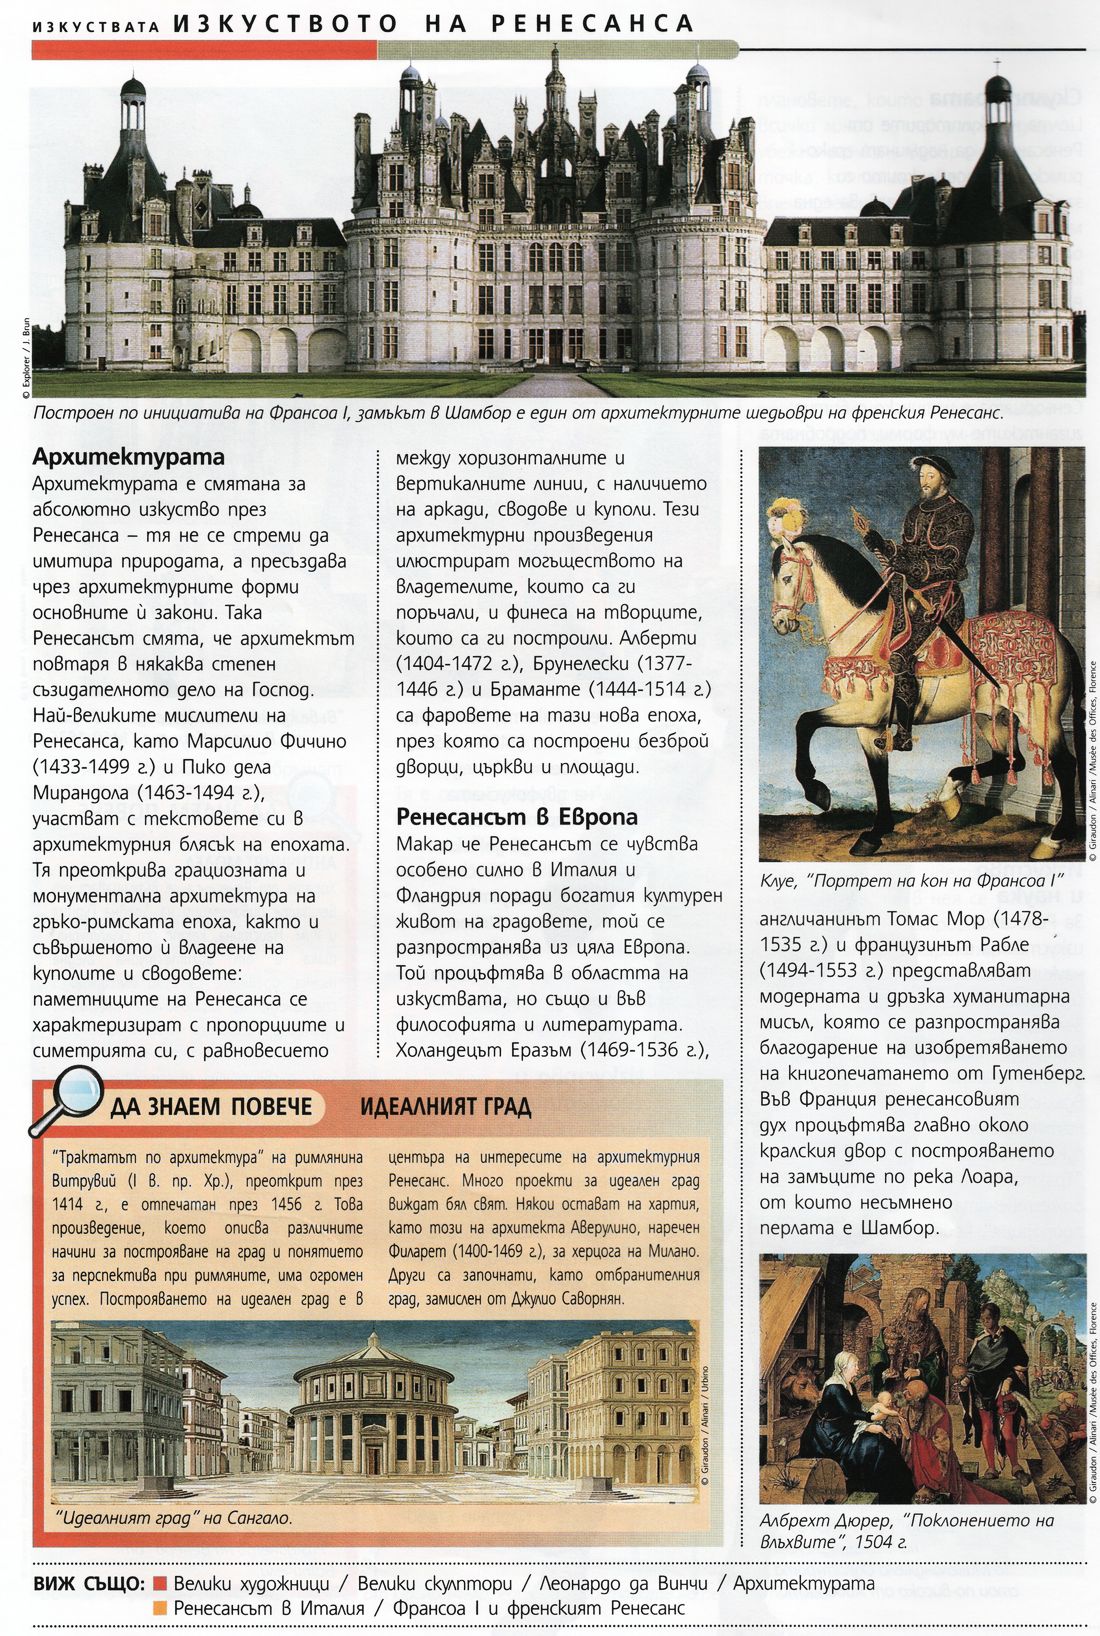 ИЗКУСТВАТА ИЗКУСТВОТО НА РЕНЕСАНСА
© Explorer / J. Brun
Построен по инициатива на Франсоа I, замъкът в Шамбор е един от архитектурните шедьоври на френския Ренесанс.
Архитектурата
Архитектурата е смятана за
абсолютно изкуство през
Ренесанса – тя не се стреми да
имитира природата, а пресъздава
чрез архитектурните форми
основните ѝ закони. Така
Ренесансът смята, че архитектът
повтаря в някаква степен
съзидателното дело на Господ.
Най-великите мислители на
Ренесанса, като Марсилио Фичино
(1433-1499 г.) и Пико дела
Мирандола (1463-1494 г.),
участват с текстовете си в
архитектурния блясък на епохата.
Тя преоткрива грациозната и
монументална архитектура на
гръко-римската епоха, както и
съвършеното ѝ владеене на
куполите и сводовете:
паметниците на Ренесанса се
характеризират с пропорциите и
симетрията си, с равновесието
между хоризонталните и
вертикалните линии, с наличието
на аркади, сводове и куполи. Тези
архитектурни произведения
илюстрират могъществото на
владетелите, които са ги
поръчали, и финеса на творците,
които са ги построили. Алберти
(1404-1472 г.), Брунелески (1377-
1446 г.) и Браманте (1444-1514 г.)
са фаровете на тази нова епоха,
през която са построени безброй
дворци, църкви и площади.
Ренесансът в Европа
Макар че Ренесансът се чувства
особено силно в Италия и
Фландрия поради богатия културен
живот на градовете, той се
разпространява из цяла Европа.
Той процъфтява в областта на
изкуствата, но също и във
философията и литературата.
Холандецът Еразъм (1469-1536 г.),
© Giraudon / Alinari /Musée des Offices, Florence
Клуе, "Портрет на кон на Франсоа I"
англичанинът Томас Мор (1478-
1535 г.) и французинът Рабле
(1494-1553 г.) представляват
модерната и дръзка хуманитарна
мисъл, която се разпространява
благодарение на изобретяването
на книгопечатането от Гутенберг.
Във Франция ренесансовият
дух процъфтява главно около
кралския двор с построяването
на замъците по река Лоара,
от които несъмнено
перлата е Шамбор.
© Giraudon / Alinari /Musée des Offices, Florence
Албрехт Дюрер, "Поклонението на
влъхвите", 1504 г.
ДА ЗНАЕМ ПОВЕЧЕ ИДЕАЛНИЯТ ГРАД
"Трактатът по архитектура" на римлянина
Витрувий (I в. пр. Хр.), преоткрит през
1414 г., е отпечатан през 1456 г. Това
произведение, което описва различните
начини за построяване на град и понятието
за перспектива при римляните, има огромен
успех. Построяването на идеален град е в
центъра на интересите на архитектурния
Ренесанс. Много проекти за идеален град
виждат бял свят. Някои остават на хартия,
като този на архитекта Аверулино, наречен
Филарет (1400-1469 г.), за херцога на Милано.
Други са започнати, като отбранителния
град, замислен от Джулио Саворнян.
© Giraudon / Alinari / Urbino
"Идеалният град" на Сангало.
ВИЖ СЪЩО: Велики художници / Велики скулптори / Леонардо да Винчи / Архитектурата
Ренесансът в Италия / Франсоа I и френският Ренесанс